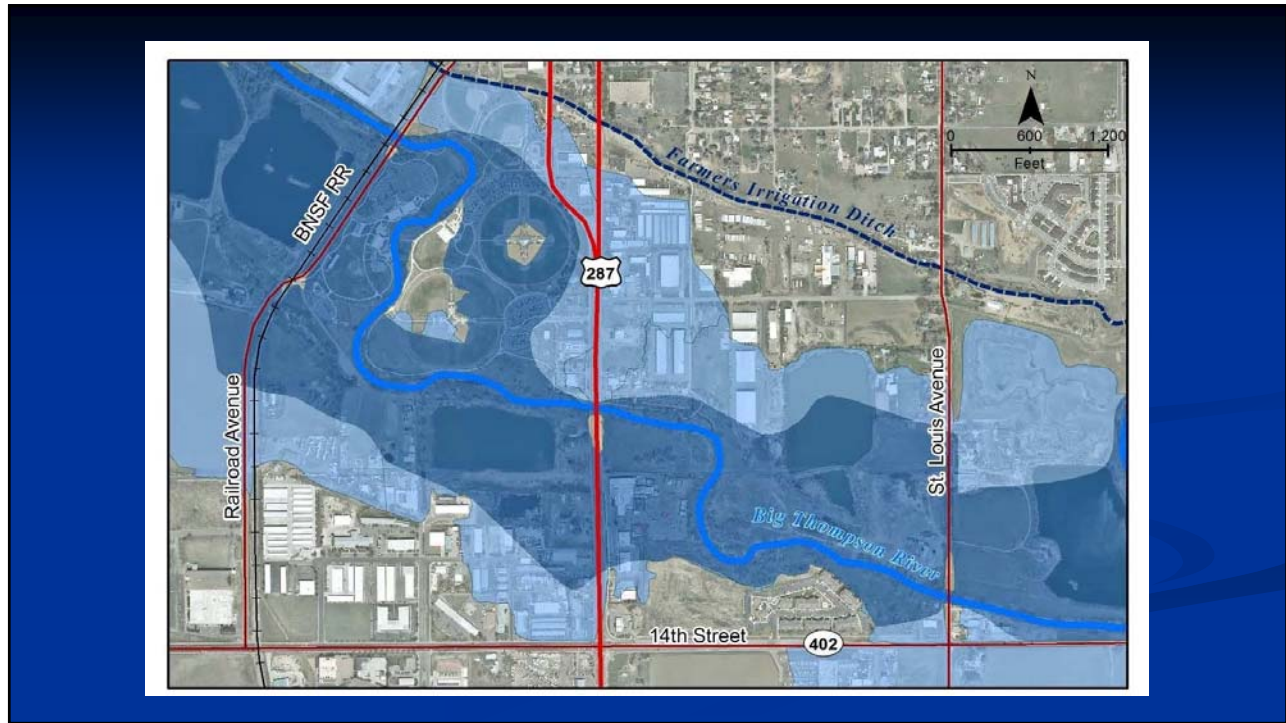 N
0 600 1,200
Feet
Farmers Irrigation Ditch
BNSF RR
287
Railroad Avenue
St. Louis Avenue
Big Thompson River
14th Street
402